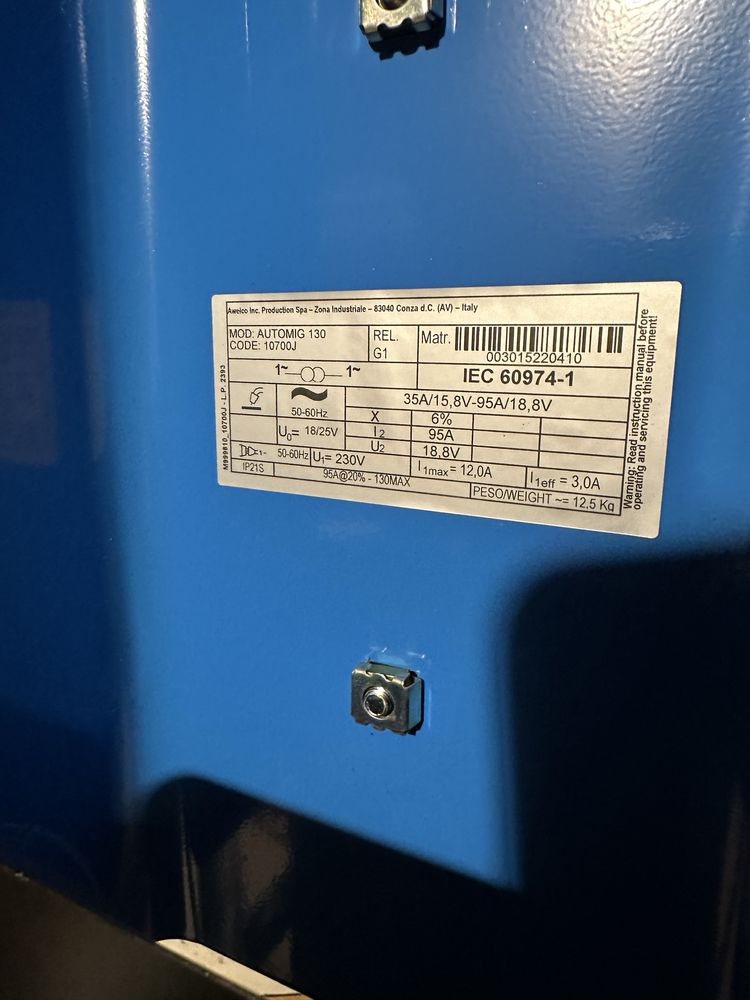 Awelco Inc. Production Spa – Zona Industriale – 83040 Conza d.C. (AV) – Italy
MOD: AUTOMIG 130
CODE: 10700J
REL.
G1
Matr.
003015220410
1~ 1~
IEC 60974-1
50-60Hz
35A/15,8V-95A/18,8V
X 6%
U0= 18/25V
I2 95A
U2 18,8V
1~ 50-60Hz
U1= 230V
I1max= 12,0A
I1eff = 3,0A
IP21S
95A@20% - 130MAX
PESO/WEIGHT ~= 12.5 Kg
M999810_10700J - L.P. 2393
Warning: Read instruction manual before
operating and servicing this equipment!